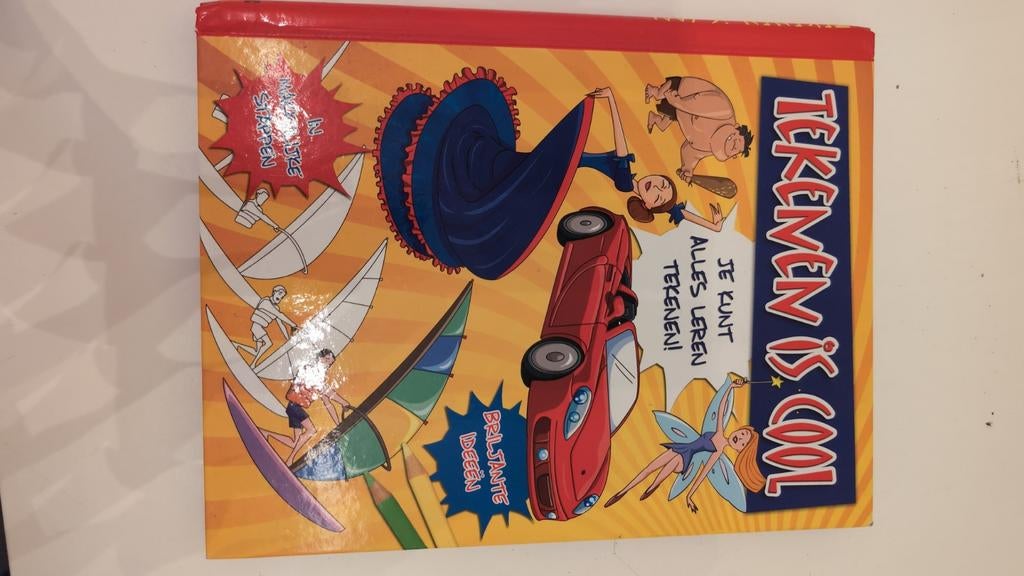 TEKENEN IS COOL
JE KUNT
ALLES LEREN
TEKENEN!
BRILJANTE
IDEEËN
IN
STAPPEN